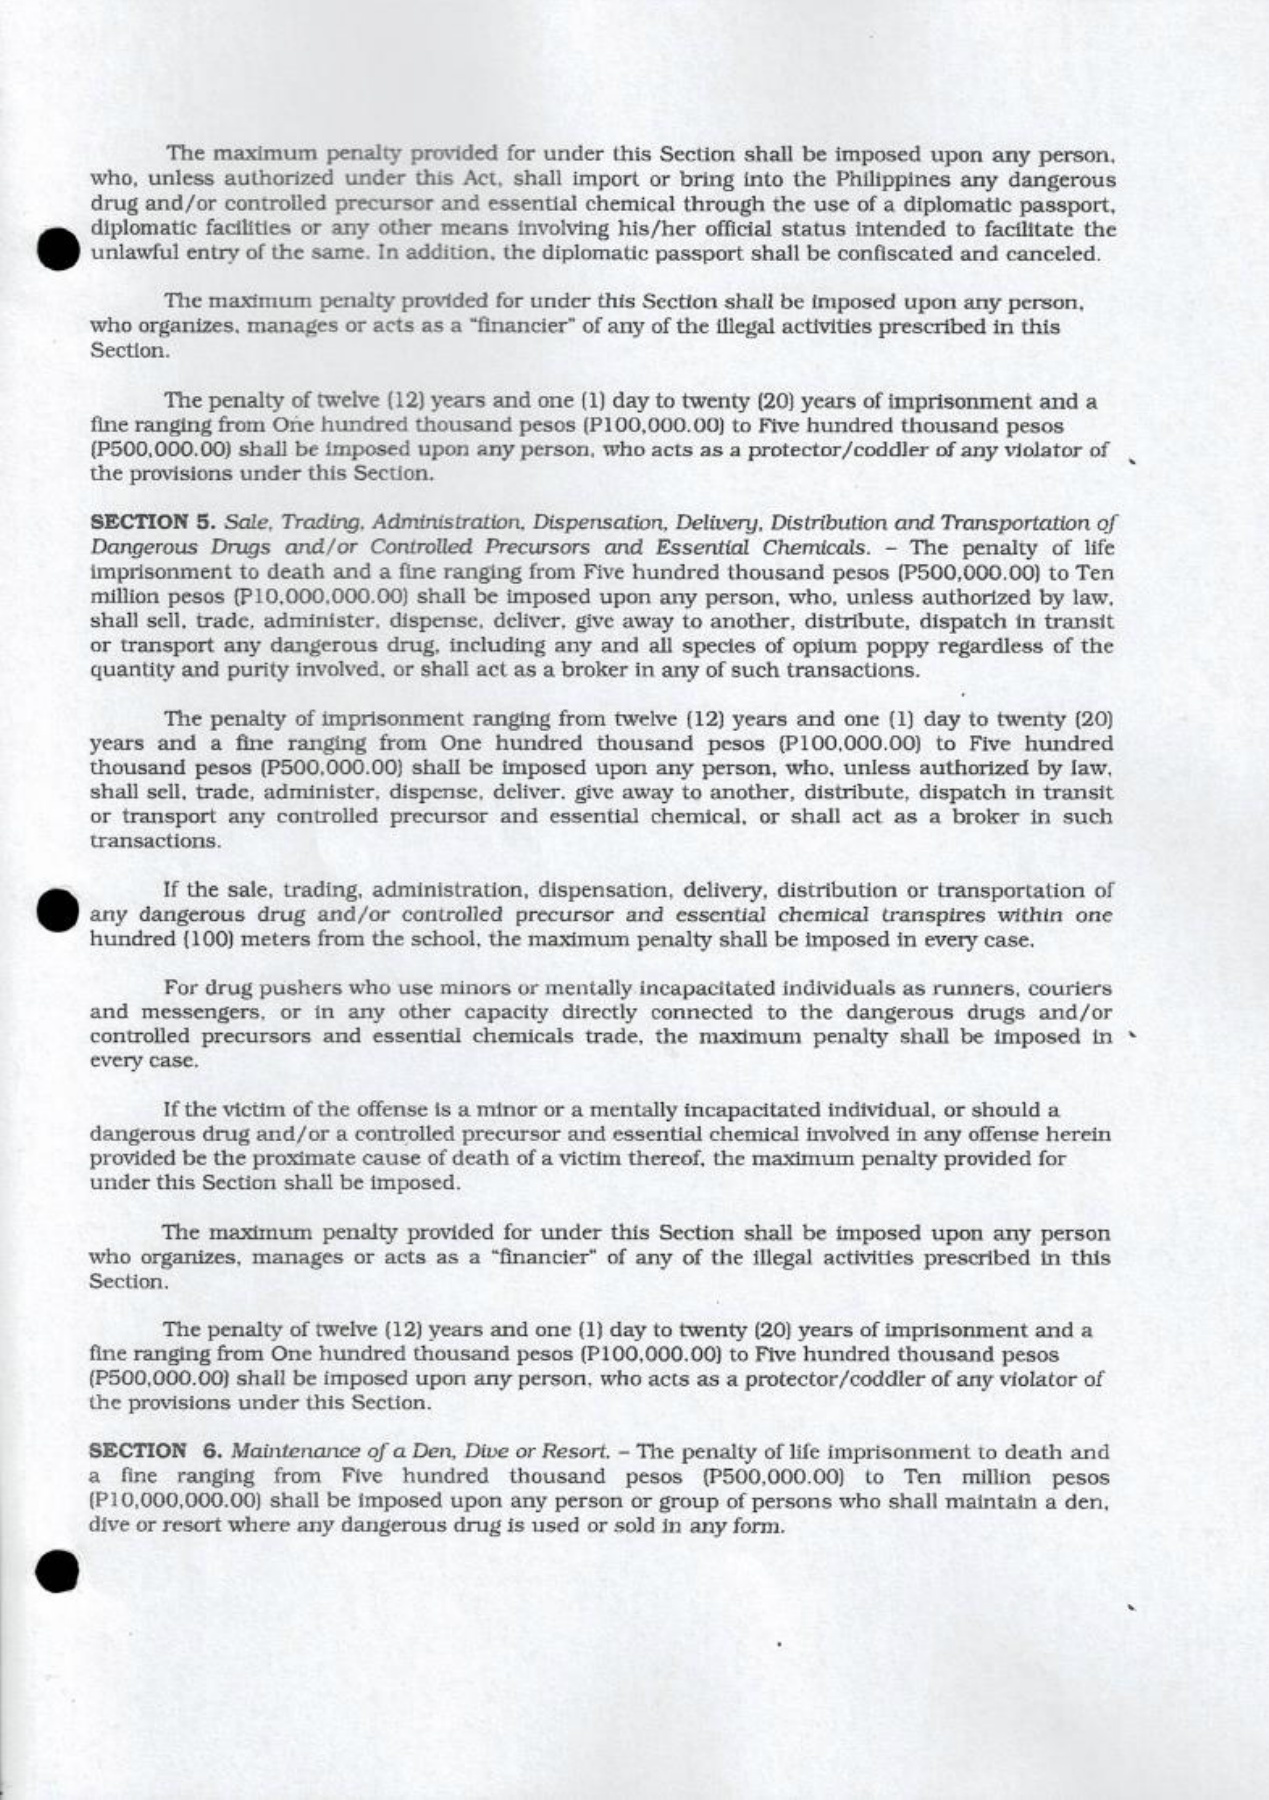 The maximum penalty provided for under this Section shall be imposed upon any person,
who, unless authorized under this Act, shall import or bring into the Philippines any dangerous
drug and/or controlled precursor and essential chemical through the use of a diplomatic passport,
diplomatic facilities or any other means involving his/her official status intended to facilitate the
unlawful entry of the same. In addition, the diplomatic passport shall be confiscated and canceled.
The maximum penalty provided for under this Section shall be imposed upon any person,
who organizes, manages or acts as a "financier" of any of the illegal activities prescribed in this
Section.
The penalty of twelve (12) years and one (1) day to twenty (20) years of imprisonment and a
fine ranging from One hundred thousand pesos (P100,000.00) to Five hundred thousand pesos
(P500,000.00) shall be imposed upon any person, who acts as a protector/coddler of any violator of
the provisions under this Section.
SECTION 5. Sale, Trading, Administration, Dispensation, Delivery, Distribution and Transportation of
Dangerous Drugs and/or Controlled Precursors and Essential Chemicals. – The penalty of life
imprisonment to death and a fine ranging from Five hundred thousand pesos (P500,000.00) to Ten
million pesos (P10,000,000.00) shall be imposed upon any person, who, unless authorized by law,
shall sell, trade, administer, dispense, deliver, give away to another, distribute, dispatch in transit
or transport any dangerous drug, including any and all species of opium poppy regardless of the
quantity and purity involved, or shall act as a broker in any of such transactions.
The penalty of imprisonment ranging from twelve (12) years and one (1) day to twenty (20)
years and a fine ranging from One hundred thousand pesos (P100,000.00) to Five hundred
thousand pesos (P500,000.00) shall be imposed upon any person, who, unless authorized by law,
shall sell, trade, administer, dispense, deliver, give away to another, distribute, dispatch in transit
or transport any controlled precursor and essential chemical, or shall act as a broker in such
transactions.
If the sale, trading, administration, dispensation, delivery, distribution or transportation of
any dangerous drug and/or controlled precursor and essential chemical transpires within one
hundred (100) meters from the school, the maximum penalty shall be imposed in every case.
For drug pushers who use minors or mentally incapacitated individuals as runners, couriers
and messengers, or in any other capacity directly connected to the dangerous drugs and/or
controlled precursors and essential chemicals trade, the maximum penalty shall be imposed in
every case.
If the victim of the offense is a minor or a mentally incapacitated individual, or should a
dangerous drug and/or a controlled precursor and essential chemical involved in any offense herein
provided be the proximate cause of death of a victim thereof, the maximum penalty provided for
under this Section shall be imposed.
The maximum penalty provided for under this Section shall be imposed upon any person
who organizes, manages or acts as a "financier" of any of the illegal activities prescribed in this
Section.
The penalty of twelve (12) years and one (1) day to twenty (20) years of imprisonment and a
fine ranging from One hundred thousand pesos (P100,000.00) to Five hundred thousand pesos
(P500,000.00) shall be imposed upon any person, who acts as a protector/coddler of any violator of
the provisions under this Section.
SECTION 6. Maintenance of a Den, Dive or Resort. – The penalty of life imprisonment to death and
a fine ranging from Five hundred thousand pesos (P500,000.00) to Ten million pesos
(P10,000,000.00) shall be imposed upon any person or group of persons who shall maintain a den,
dive or resort where any dangerous drug is used or sold in any form.